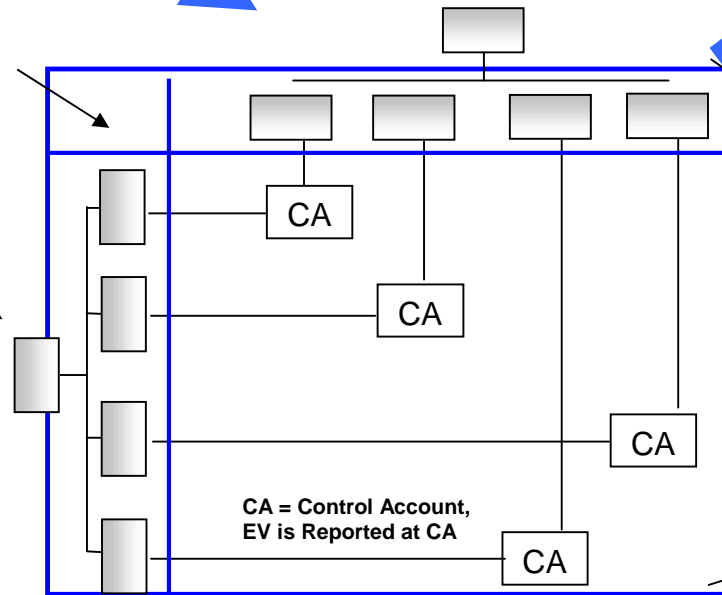 CA
CA
CA
CA = Control Account,
EV is Reported at CA
CA